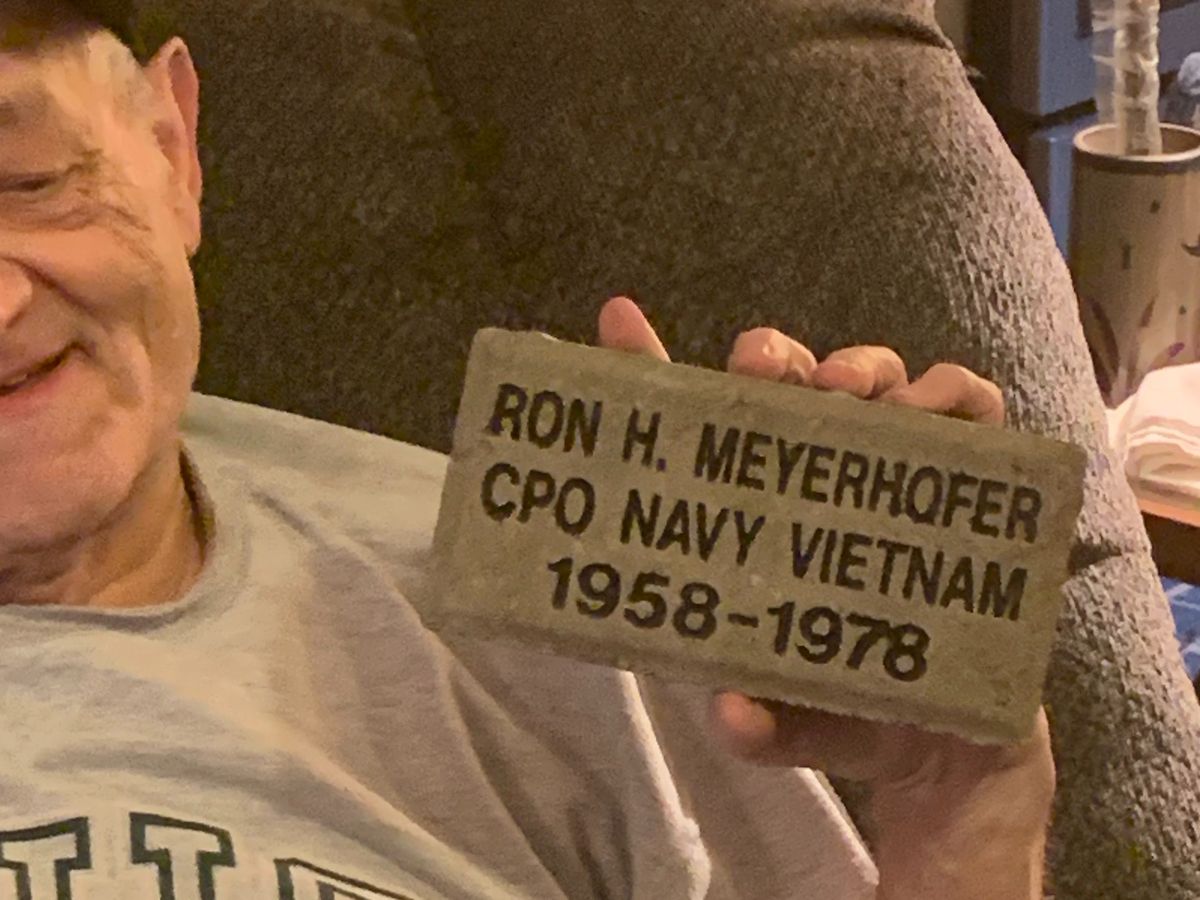 RON H. MEYERHOFER
CPO NAVY VIETNAM
1958-1978